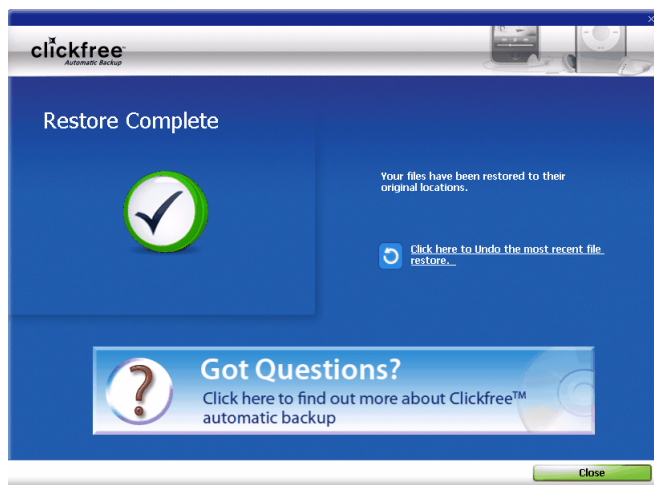 clickfree
Automatic Backup
Restore Complete
Your files have been restored to their
original locations.
Click here to Undo the most recent file
restore.
Got Questions?
Click here to find out more about Clickfree™
automatic backup
Close